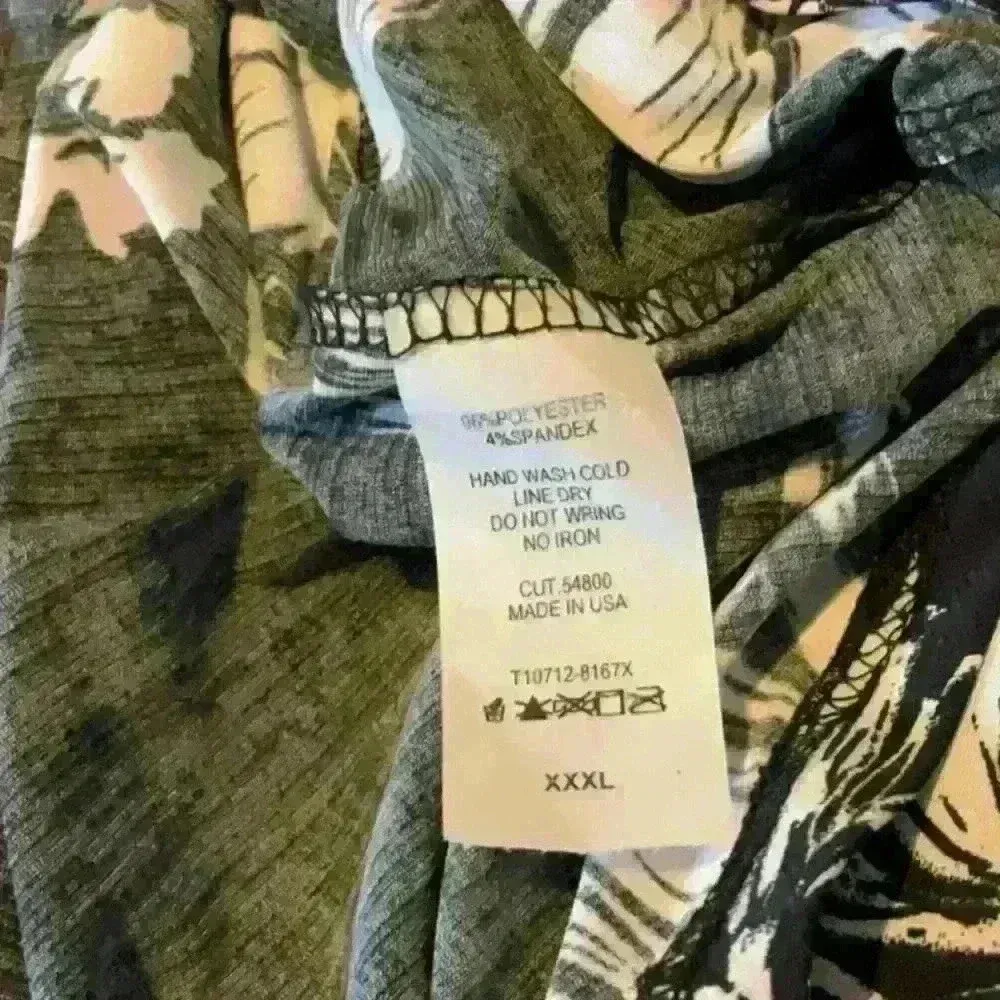 96%POLYESTER
4%SPANDEX
HAND WASH COLD
LINE DRY
DO NOT WRING
NO IRON
CUT 54800
MADE IN USA
T10712-8167X
XXXL